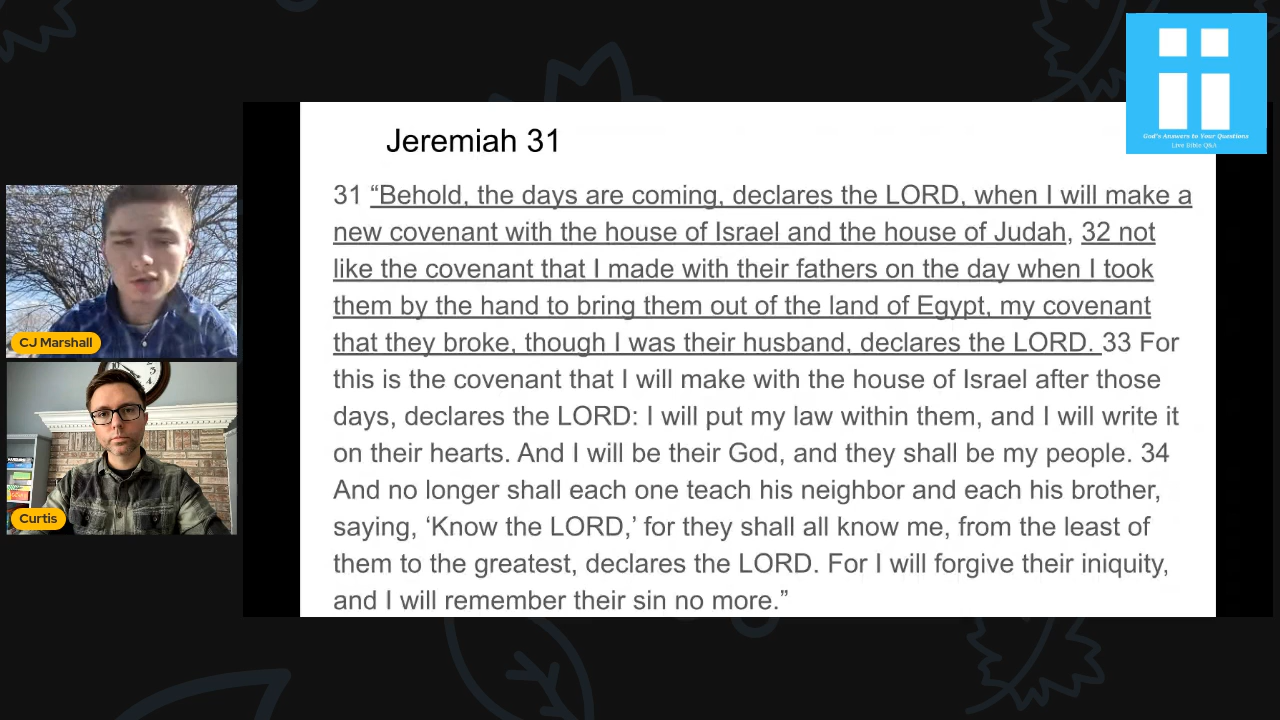 Jeremiah 31
31 “Behold, the days are coming, declares the LORD, when I will make a
new covenant with the house of Israel and the house of Judah, 32 not
like the covenant that I made with their fathers on the day when I took
them by the hand to bring them out of the land of Egypt, my covenant
that they broke, though I was their husband, declares the LORD. 33 For
this is the covenant that I will make with the house of Israel after those
days, declares the LORD: I will put my law within them, and I will write it
on their hearts. And I will be their God, and they shall be my people. 34
And no longer shall each one teach his neighbor and each his brother,
saying, ‘Know the LORD,’ for they shall all know me, from the least of
them to the greatest, declares the LORD. For I will forgive their iniquity,
and I will remember their sin no more.”
God's Answers to Your Questions
Live Bible Q&A
CJ Marshall
Curtis